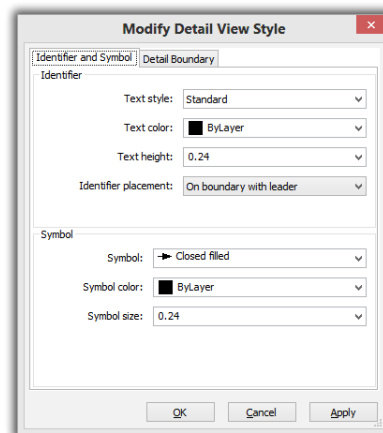 Modify Detail View Style
Identifier and Symbol Detail Boundary
Identifier
Text style: Standard
Text color: ByLayer
Text height: 0.24
Identifier placement: On boundary with leader
Symbol
Symbol: Closed filled
Symbol color: ByLayer
Symbol size: 0.24
OK Cancel Apply